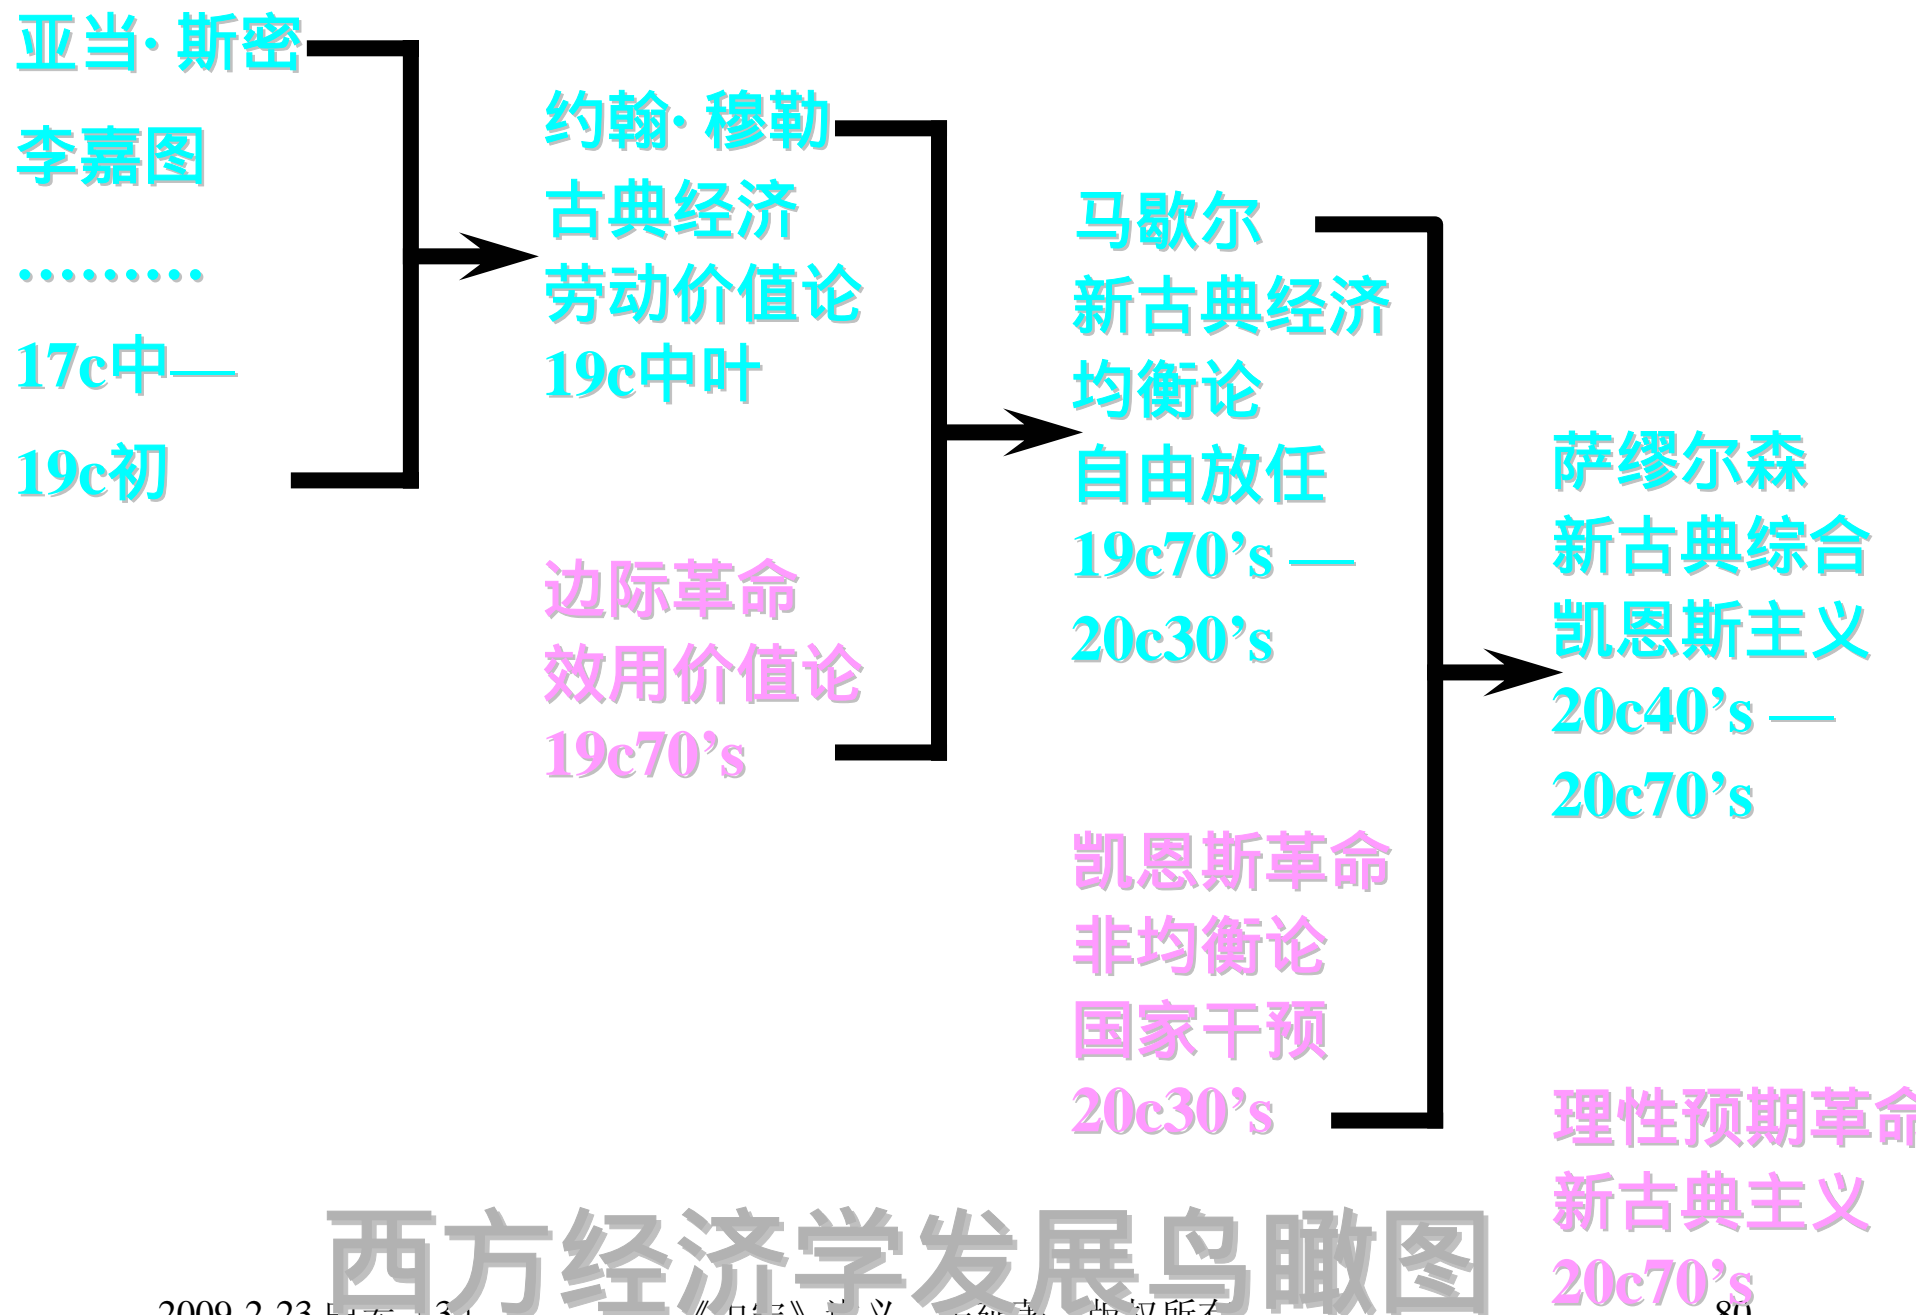 亚当· 斯密
李嘉图
………
17c中—
19c初
约翰· 穆勒
古典经济
劳动价值论
19c中叶
边际革命
效用价值论
19c70’s
马歇尔
新古典经济
均衡论
自由放任
19c70’s —
20c30’s
凯恩斯革命
非均衡论
国家干预
20c30’s
萨缪尔森
新古典综合
凯恩斯主义
20c40’s —
20c70’s
理性预期革命
新古典主义
20c70’s
西方经济学发展鸟瞰图
2009-2-23
80